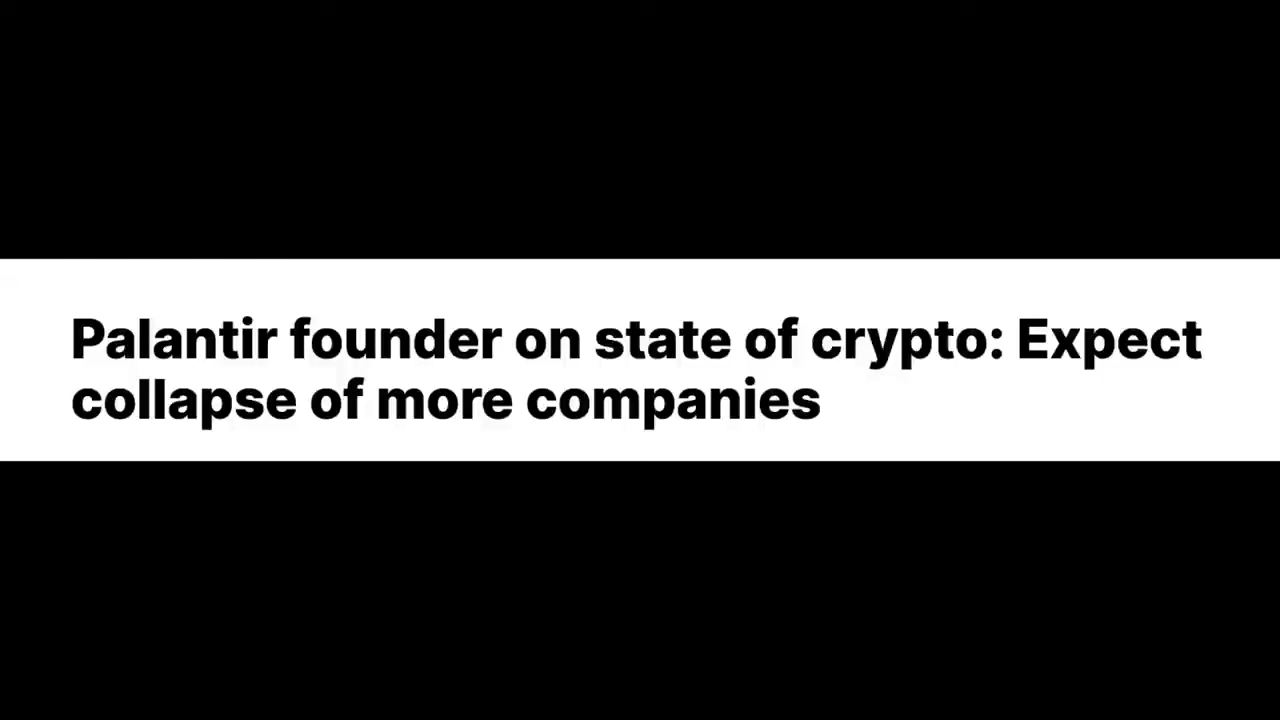 Palantir founder on state of crypto: Expect
collapse of more companies